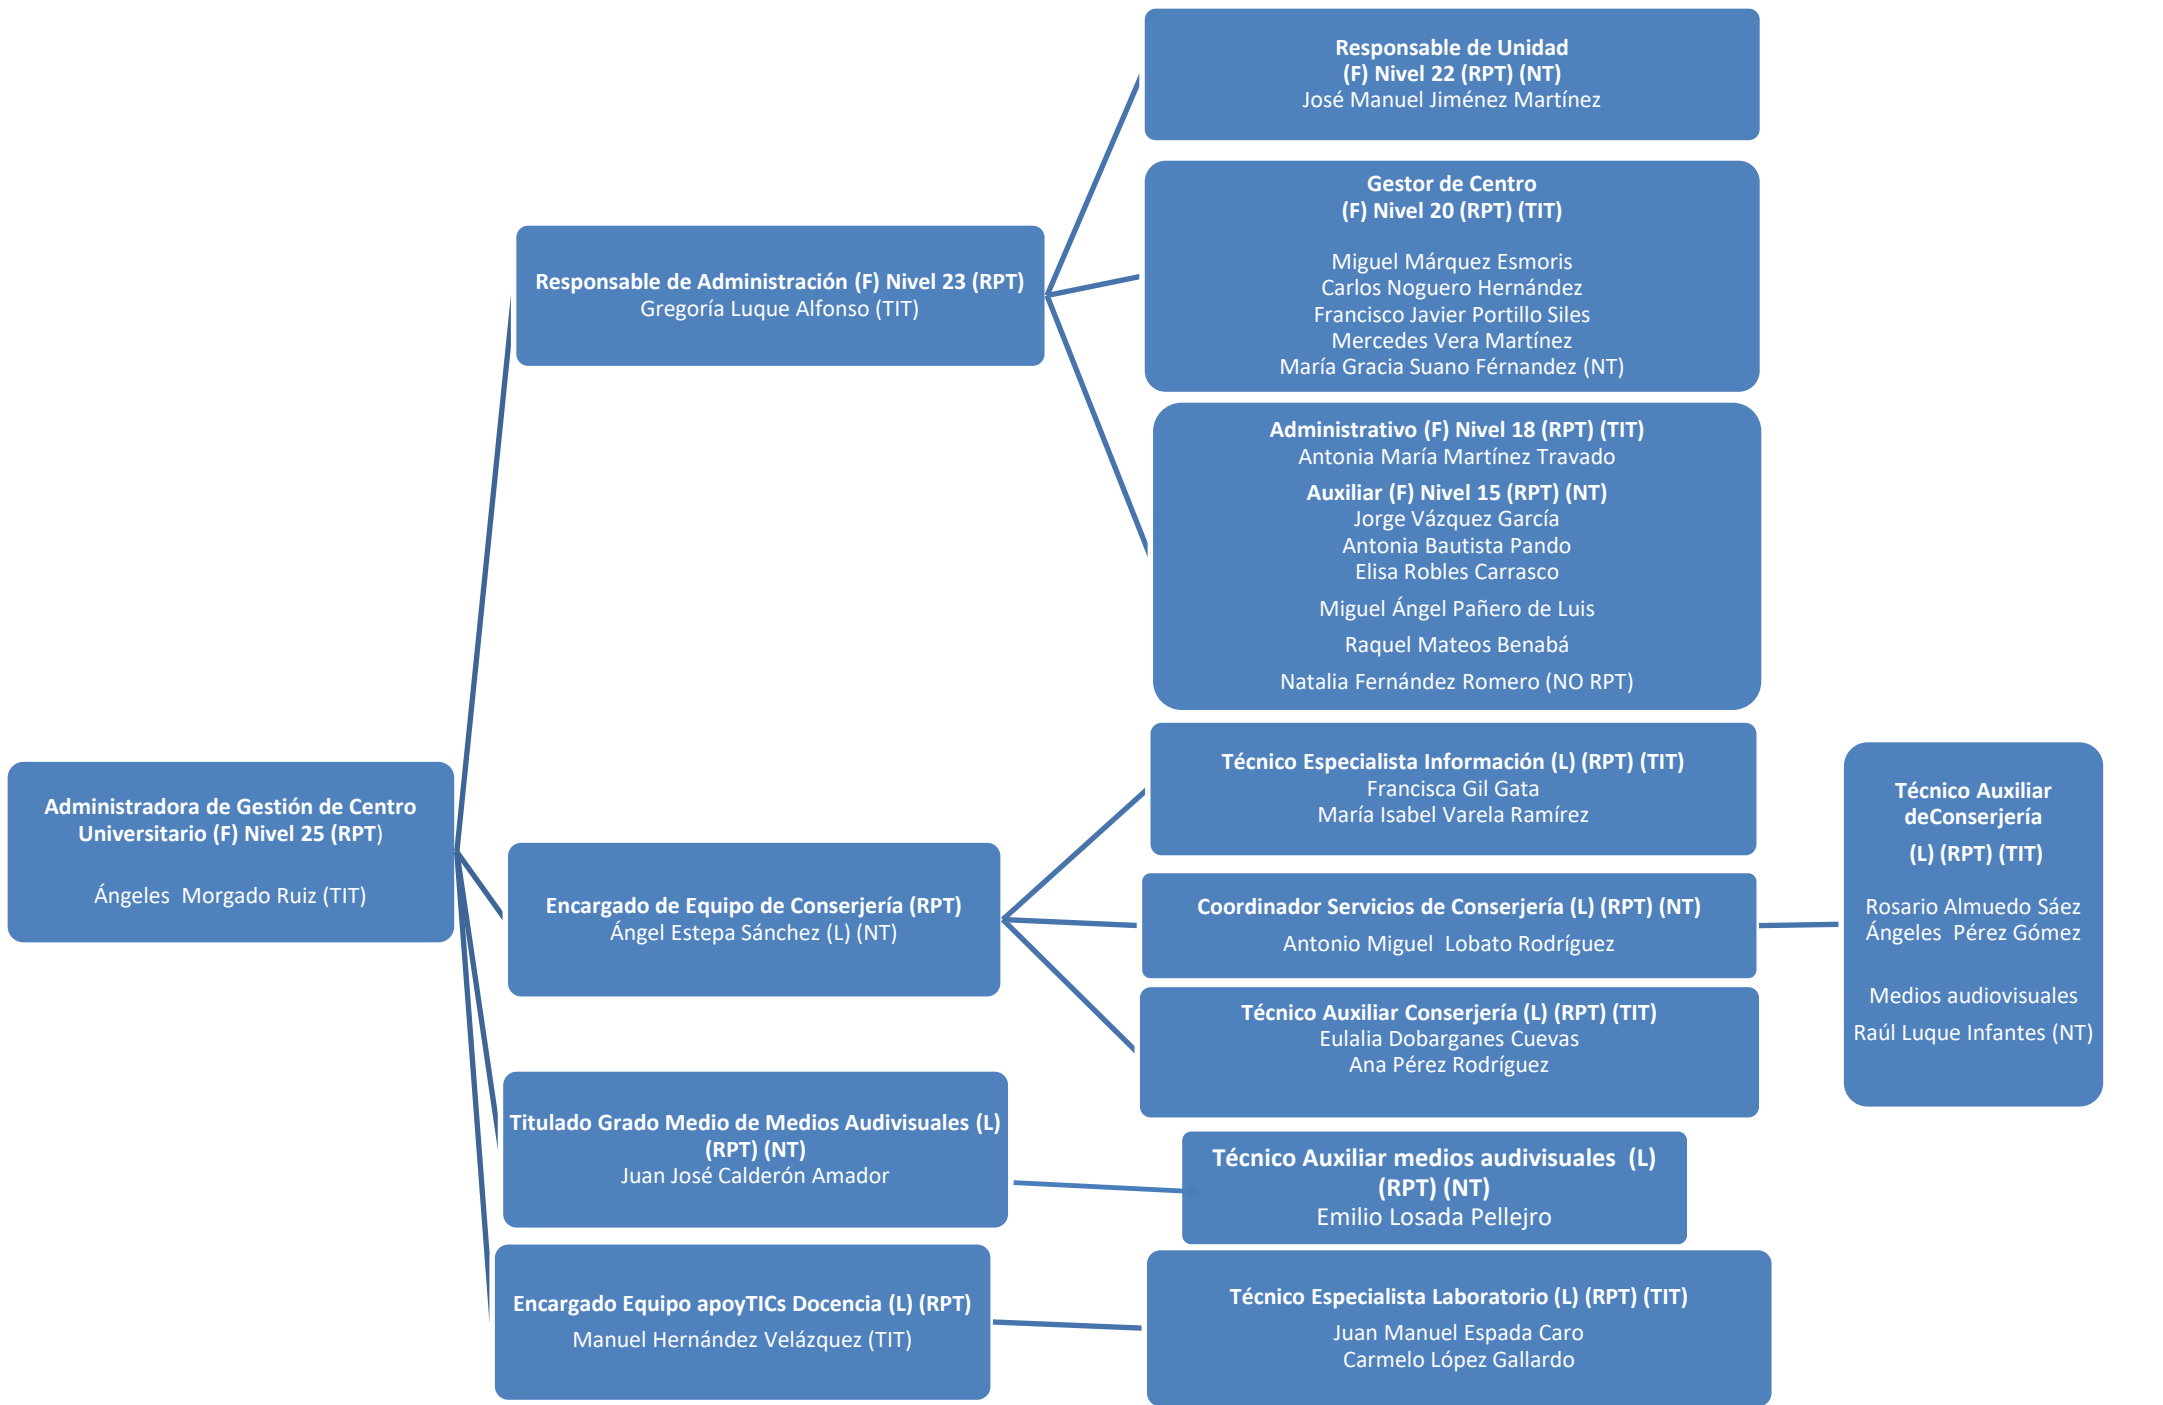 Responsable de Unidad
(F) Nivel 22 (RPT) (NT)
José Manuel Jiménez Martínez
Gestor de Centro
(F) Nivel 20 (RPT) (TIT)
Miguel Márquez Esmoris
Carlos Noguero Hernández
Francisco Javier Portillo Siles
Mercedes Vera Martínez
María Gracia Suano Férnandez (NT)
Responsable de Administración (F) Nivel 23 (RPT)
Gregoría Luque Alfonso (TIT)
Administrativo (F) Nivel 18 (RPT) (TIT)
Antonia María Martínez Travado
Auxiliar (F) Nivel 15 (RPT) (NT)
Jorge Vázquez García
Antonia Bautista Pando
Elisa Robles Carrasco
Miguel Ángel Pañero de Luis
Raquel Mateos Benabá
Natalia Fernández Romero (NO RPT)
Administradora de Gestión de Centro
Universitario (F) Nivel 25 (RPT)
Ángeles  Morgado Ruiz (TIT)
Técnico Especialista Información (L) (RPT) (TIT)
Francisca Gil Gata
María Isabel Varela Ramírez
Encargado de Equipo de Conserjería (RPT)
Ángel Estepa Sánchez (L) (NT)
Coordinador Servicios de Conserjería (L) (RPT) (NT)
Antonio Miguel  Lobato Rodríguez
Técnico Auxiliar
deConserjería
(L) (RPT) (TIT)
Rosario Almuedo Sáez
Ángeles  Pérez Gómez
Medios audiovisuales
Raúl Luque Infantes (NT)
Técnico Auxiliar Conserjería (L) (RPT) (TIT)
Eulalia Dobarganes Cuevas
Ana Pérez Rodríguez
Titulado Grado Medio de Medios Audivisuales (L)
(RPT) (NT)
Juan José Calderón Amador
Técnico Auxiliar medios audivisuales  (L)
(RPT) (NT)
Emilio Losada Pellejro
Encargado Equipo apoyTICs Docencia (L) (RPT)
Manuel Hernández Velázquez (TIT)
Técnico Especialista Laboratorio (L) (RPT) (TIT)
Juan Manuel Espada Caro
Carmelo López Gallardo